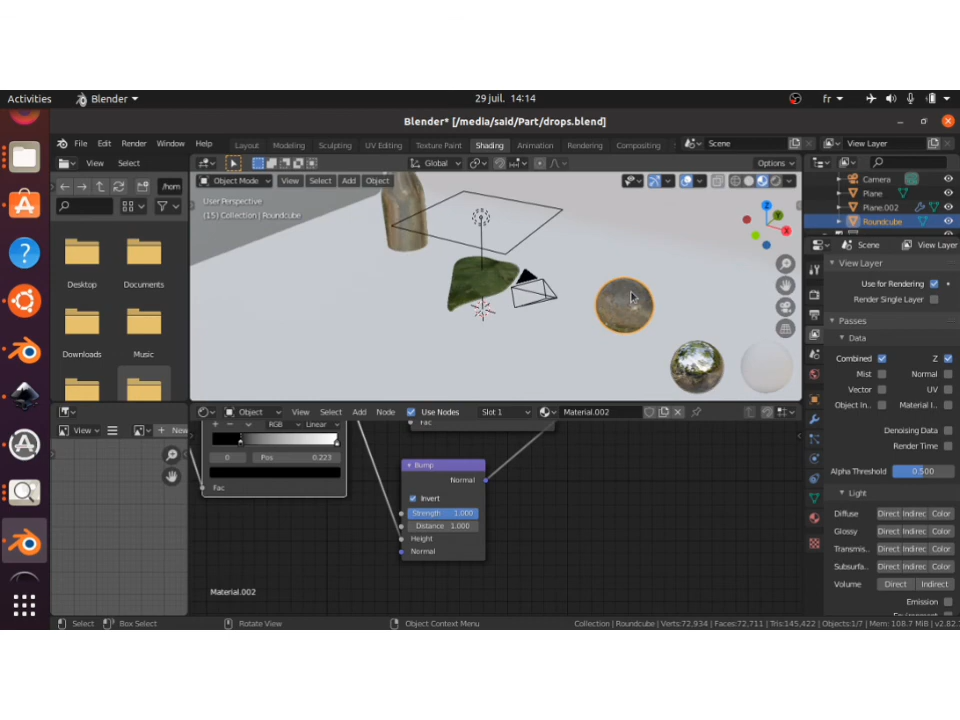 Activities Blender 29 juil. 14:14 fr
Blender* [/media/said/Part/drops.blend]
File Edit Render Window Help Layout Modeling Sculpting UV Editing Texture Paint Shading Animation Rendering Compositing Scene View Layer
View Select Global Options
/hom Object Mode View Select Add Object Camera
User Perspective Plane
(15) Collection | Roundcube Plane.002
Roundcube
X Y Z
Scene View Layer
View Layer
Desktop Documents
Use for Rendering
Render Single Layer
Passes
Data
Downloads Music
Combined Z
Mist Normal
Vector UV
Object In.. Material I..
View New Object View Select Add Node Use Nodes Slot 1 Material.002
RGB Linear Fac
Denoising Data
Render Time
0 Pos 0.223
Bump
Normal
Alpha Threshold 0.500
Fac
Invert
Light
Strength 1.000
Diffuse Direct Indirec Color
Distance 1.000
Glossy Direct Indirec Color
Height
Transmis.. Direct Indirec Color
Normal
Subsurfa.. Direct Indirec Color
Volume Direct Indirect
Material.002
Emission
Select Box Select Rotate View Object Context Menu Collection | Roundcube | Verts:72,934 | Faces:72,711 | Tris:145,422 | Objects:1/7 | Mem: 108.7 MiB | v2.82.